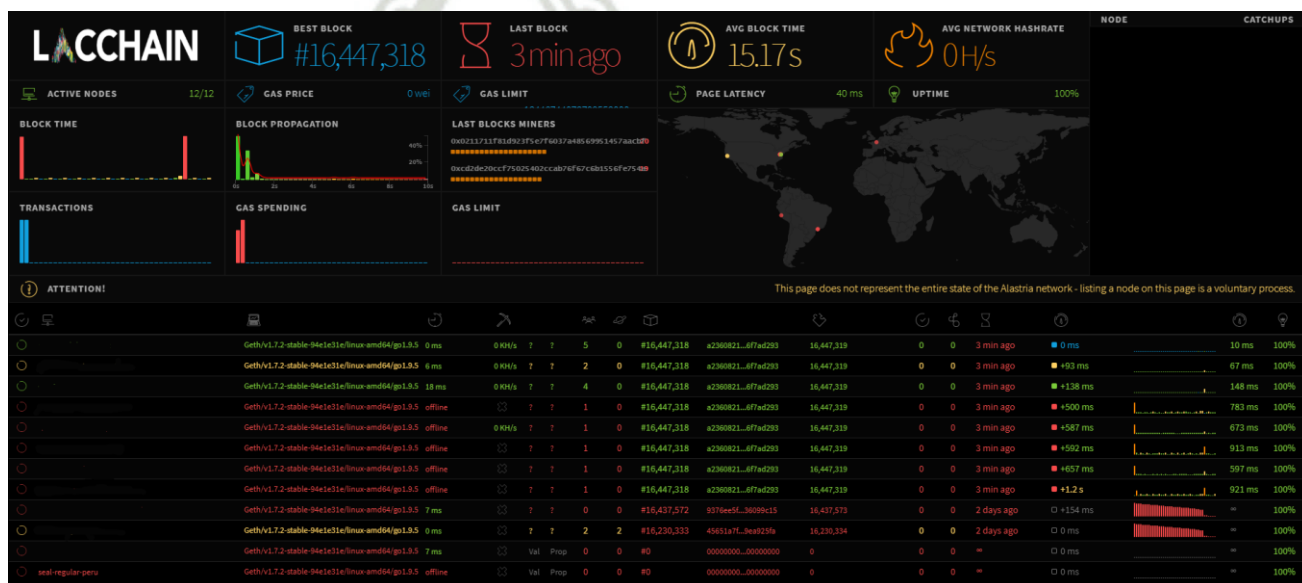 LACCHAIN
BEST BLOCK
#16,447,318
LAST BLOCK
3 min ago
AVG BLOCK TIME
15.17 s
AVG NETWORK HASHRATE
0 H/s
NODE CATCHUPS
ACTIVE NODES 12/12
GAS PRICE 0 wei
GAS LIMIT
PAGE LATENCY 40 ms
UPTIME 100%
BLOCK TIME
BLOCK PROPAGATION
40%
20%
0s 2s 4s 6s 8s 10s
LAST BLOCKS MINERS
TRANSACTIONS
GAS SPENDING
GAS LIMIT
ATTENTION!
This page does not represent the entire state of the Alastria network - listing a node on this page is a voluntary process.
Geth/v1.7.2-stable-94e1e31e/linux-amd64/go1.9.5 0 ms 0 KH/s ? ? 5 0 #16,447,318 a2360821...6f7ad293 16,447,319 0 0 3 min ago 0 ms 10 ms 100%
Geth/v1.7.2-stable-94e1e31e/linux-amd64/go1.9.5 6 ms 0 KH/s ? ? 2 0 #16,447,318 a2360821...6f7ad293 16,447,319 0 0 3 min ago +93 ms 67 ms 100%
Geth/v1.7.2-stable-94e1e31e/linux-amd64/go1.9.5 18 ms 0 KH/s ? ? 4 0 #16,447,318 a2360821...6f7ad293 16,447,319 0 0 3 min ago +138 ms 148 ms 100%
Geth/v1.7.2-stable-94e1e31e/linux-amd64/go1.9.5 offline ? ? 1 0 #16,447,318 a2360821...6f7ad293 16,447,319 0 0 3 min ago +500 ms 783 ms 100%
Geth/v1.7.2-stable-94e1e31e/linux-amd64/go1.9.5 offline 0 KH/s ? ? 1 0 #16,447,318 a2360821...6f7ad293 16,447,319 0 0 3 min ago +587 ms 673 ms 100%
Geth/v1.7.2-stable-94e1e31e/linux-amd64/go1.9.5 offline ? ? 1 0 #16,447,318 a2360821...6f7ad293 16,447,319 0 0 3 min ago +592 ms 913 ms 100%
Geth/v1.7.2-stable-94e1e31e/linux-amd64/go1.9.5 offline ? ? 1 0 #16,447,318 a2360821...6f7ad293 16,447,319 0 0 3 min ago +657 ms 597 ms 100%
Geth/v1.7.2-stable-94e1e31e/linux-amd64/go1.9.5 offline ? ? 1 0 #16,447,318 a2360821...6f7ad293 16,447,319 0 0 3 min ago +1.2 s 921 ms 100%
Geth/v1.7.2-stable-94e1e31e/linux-amd64/go1.9.5 7 ms ? ? 0 0 #16,437,572 9376ee5f...36099c15 16,437,573 0 0 2 days ago +154 ms ∞ 100%
Geth/v1.7.2-stable-94e1e31e/linux-amd64/go1.9.5 0 ms ? ? 2 2 #16,230,333 45651a7f...9ea925fa 16,230,334 0 0 2 days ago 0 ms ∞ 100%
Geth/v1.7.2-stable-94e1e31e/linux-amd64/go1.9.5 7 ms Val Prop 0 0 #0 00000000...00000000 0 0 0 ∞ 0 ms ∞ 100%
seal-regular-peru Geth/v1.7.2-stable-94e1e31e/linux-amd64/go1.9.5 offline Val Prop 0 0 #0 00000000...00000000 0 0 0 ∞ 0 ms ∞ 100%